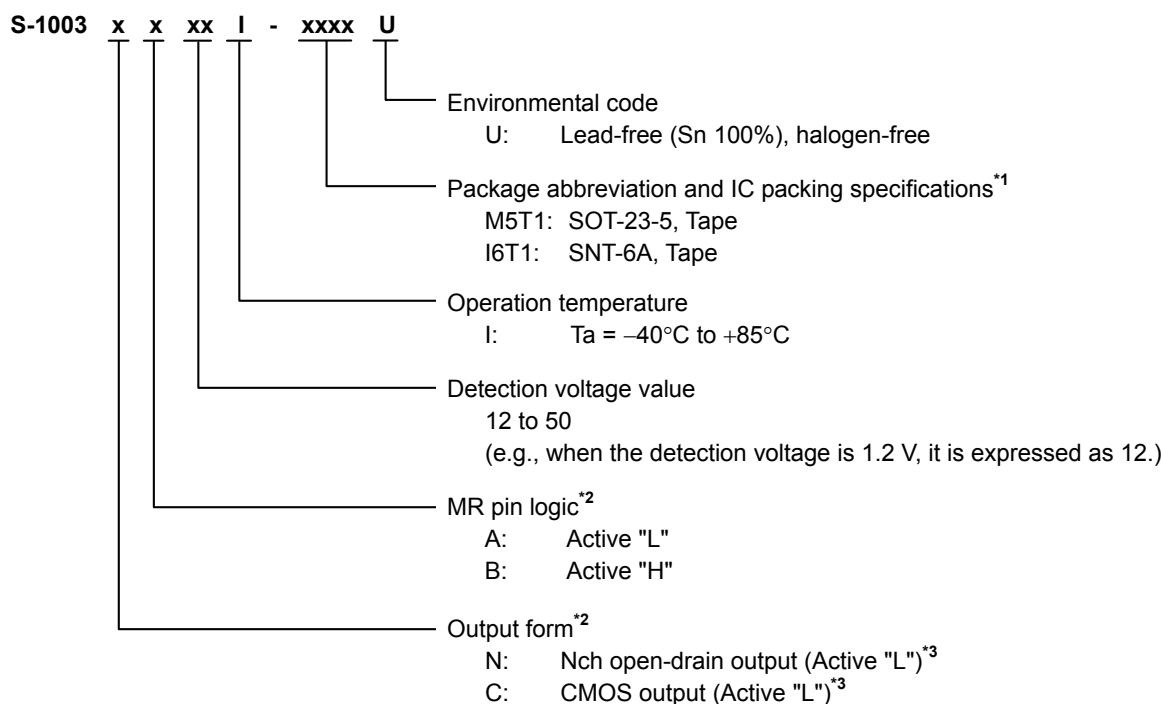 S-1003 x x xx I - xxxx U
Environmental code
U: Lead-free (Sn 100%), halogen-free
Package abbreviation and IC packing specifications*1
M5T1: SOT-23-5, Tape
I6T1: SNT-6A, Tape
Operation temperature
I: Ta = −40°C to +85°C
Detection voltage value
12 to 50
(e.g., when the detection voltage is 1.2 V, it is expressed as 12.)
MR pin logic*2
A: Active "L"
B: Active "H"
Output form*2
N: Nch open-drain output (Active "L")*3
C: CMOS output (Active "L")*3